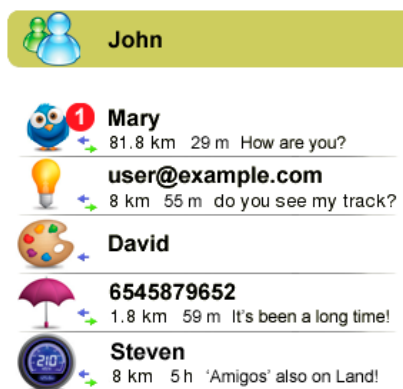 John
1
Mary
81.8 km 29 m How are you?
user@example.com
8 km 55 m do you see my track?
David
6545879652
1.8 km 59 m It's been a long time!
Steven
210
8 km 5 h 'Amigos' also on Land!